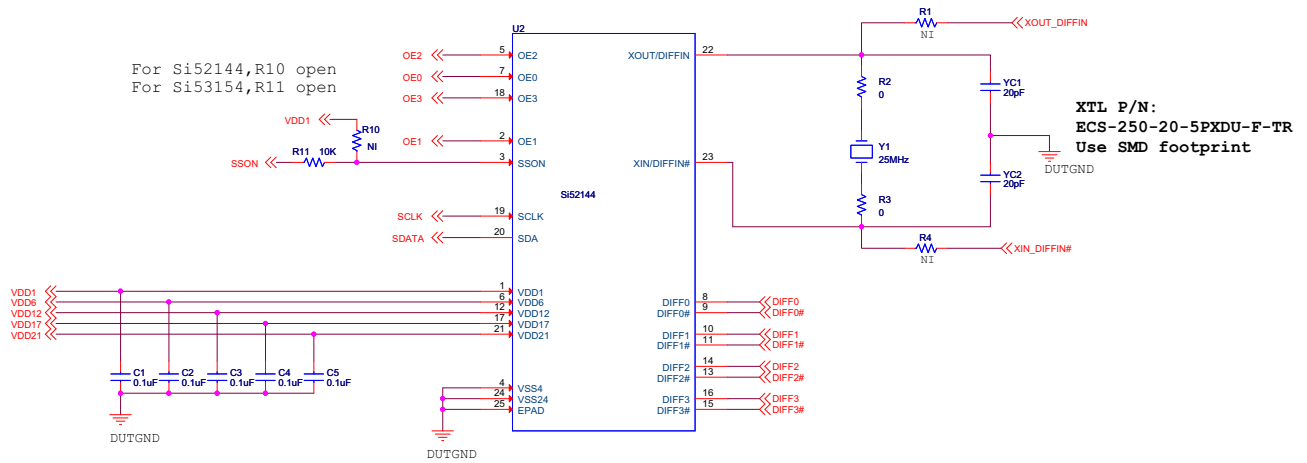 R1
NI
XOUT_DIFFIN
U2
OE2
5
OE2
XOUT/DIFFIN
22
For Si52144,R10 open
For Si53154,R11 open
OE0
7
OE0
OE3
18
OE3
R2
0
YC1
20pF
XTL P/N:
ECS-250-20-5PXDU-F-TR
Use SMD footprint
VDD1
R10
NI
OE1
2
OE1
R11 10K
SSON
3
SSON
XIN/DIFFIN#
23
Y1
25MHz
DUTGND
YC2
20pF
Si52144
R3
0
SCLK
19
SCLK
SDATA
20
SDA
R4
NI
XIN_DIFFIN#
VDD1
1
VDD1
VDD6
6
VDD6
VDD12
12
VDD12
VDD17
17
VDD17
VDD21
21
VDD21
DIFF0
8
DIFF0
DIFF0#
9
DIFF0#
DIFF1
10
DIFF1
DIFF1#
11
DIFF1#
DIFF2
14
DIFF2
DIFF2#
13
DIFF2#
DIFF3
16
DIFF3
DIFF3#
15
DIFF3#
C1
0.1uF
C2
0.1uF
C3
0.1uF
C4
0.1uF
C5
0.1uF
4
VSS4
24
VSS24
25
EPAD
DUTGND
DUTGND